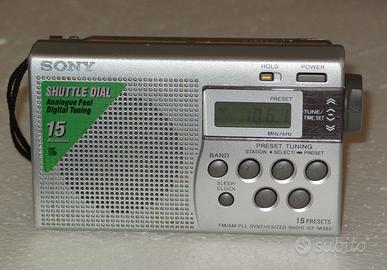 SONY
HOLD
POWER
SHUTTLE DIAL
Analogue Feel
Digital Tuning
15
PRESET
TUNE/
TIME SET
MHz/kHz
PRESET TUNING
BAND
STATION • SELECT/ PRESET
SLEEP/
CLOCK
15 PRESETS
FM/AM PLL SYNTHESIZED RADIO ICF-M260
subito